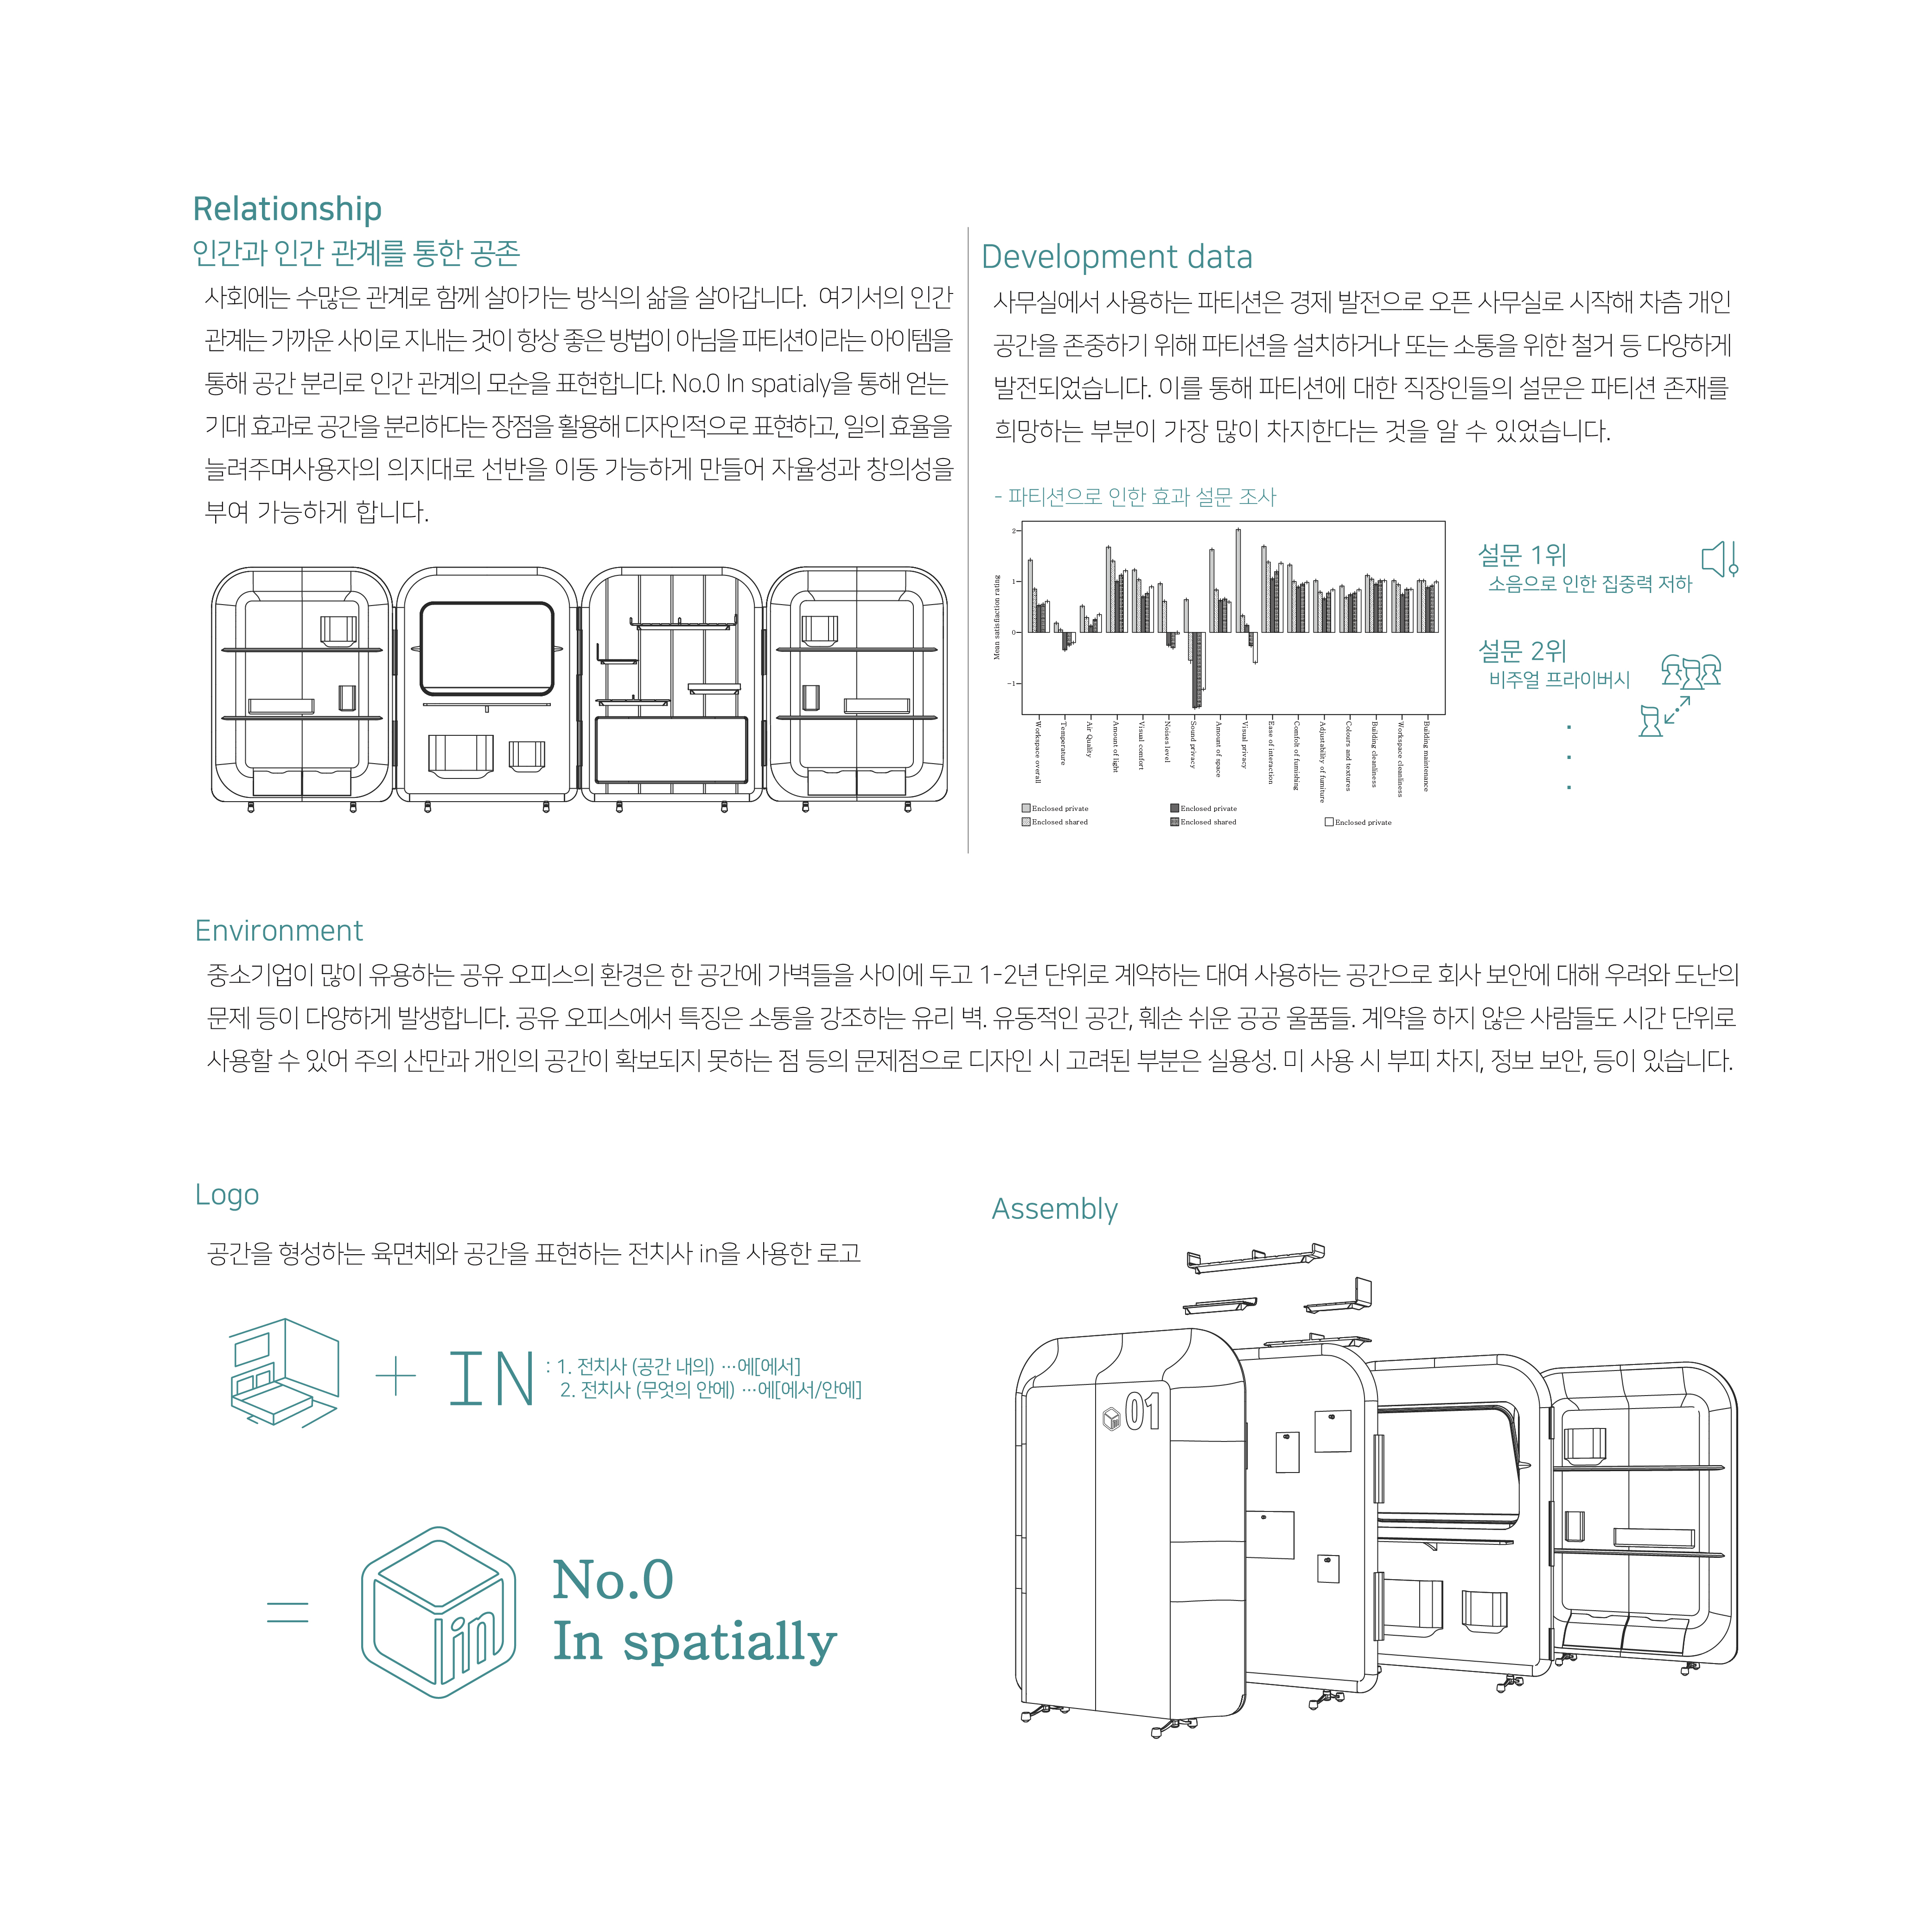 Relationship
인간과 인간 관계를 통한 공존
사회에는 수많은 관계로 함께 살아가는 방식의 삶을 살아갑니다. 여기서의 인간
관계는 가까운 사이로 지내는 것이 항상 좋은 방법이 아님을 파티션이라는 아이템을
통해 공간 분리로 인간 관계의 모순을 표현합니다. No.0 In spatialy을 통해 얻는
기대 효과로 공간을 분리하다는 장점을 활용해 디자인적으로 표현하고, 일의 효율을
늘려주며사용자의 의지대로 선반을 이동 가능하게 만들어 자율성과 창의성을
부여 가능하게 합니다.
Development data
사무실에서 사용하는 파티션은 경제 발전으로 오픈 사무실로 시작해 차츰 개인
공간을 존중하기 위해 파티션을 설치하거나 또는 소통을 위한 철거 등 다양하게
발전되었습니다. 이를 통해 파티션에 대한 직장인들의 설문은 파티션 존재를
희망하는 부분이 가장 많이 차지한다는 것을 알 수 있었습니다.
- 파티션으로 인한 효과 설문 조사
Mean satisfaction rating
2
1
0
-1
Workspace overall
Temperature
Air Quality
Amount of light
Visual comfort
Noises level
Sound privacy
Amount of space
Visual privacy
Ease of interaction
Comfolt of furnishing
Adjustability of furniture
Colours and textures
Building cleanliness
Workspace cleanliness
Building maintenance
Enclosed private
Enclosed private
Enclosed shared
Enclosed shared
Enclosed private
설문 1위
소음으로 인한 집중력 저하
설문 2위
비주얼 프라이버시
Environment
중소기업이 많이 유용하는 공유 오피스의 환경은 한 공간에 가벽들을 사이에 두고 1-2년 단위로 계약하는 대여 사용하는 공간으로 회사 보안에 대해 우려와 도난의
문제 등이 다양하게 발생합니다. 공유 오피스에서 특징은 소통을 강조하는 유리 벽. 유동적인 공간, 훼손 쉬운 공공 울품들. 계약을 하지 않은 사람들도 시간 단위로
사용할 수 있어 주의 산만과 개인의 공간이 확보되지 못하는 점 등의 문제점으로 디자인 시 고려된 부분은 실용성. 미 사용 시 부피 차지, 정보 보안, 등이 있습니다.
Logo
공간을 형성하는 육면체와 공간을 표현하는 전치사 in을 사용한 로고
+ IN : 1. 전치사 (공간 내의) …에[에서]
2. 전치사 (무엇의 안에) …에[에서/안에]
=
in
No.0
In spatially
Assembly
in 01